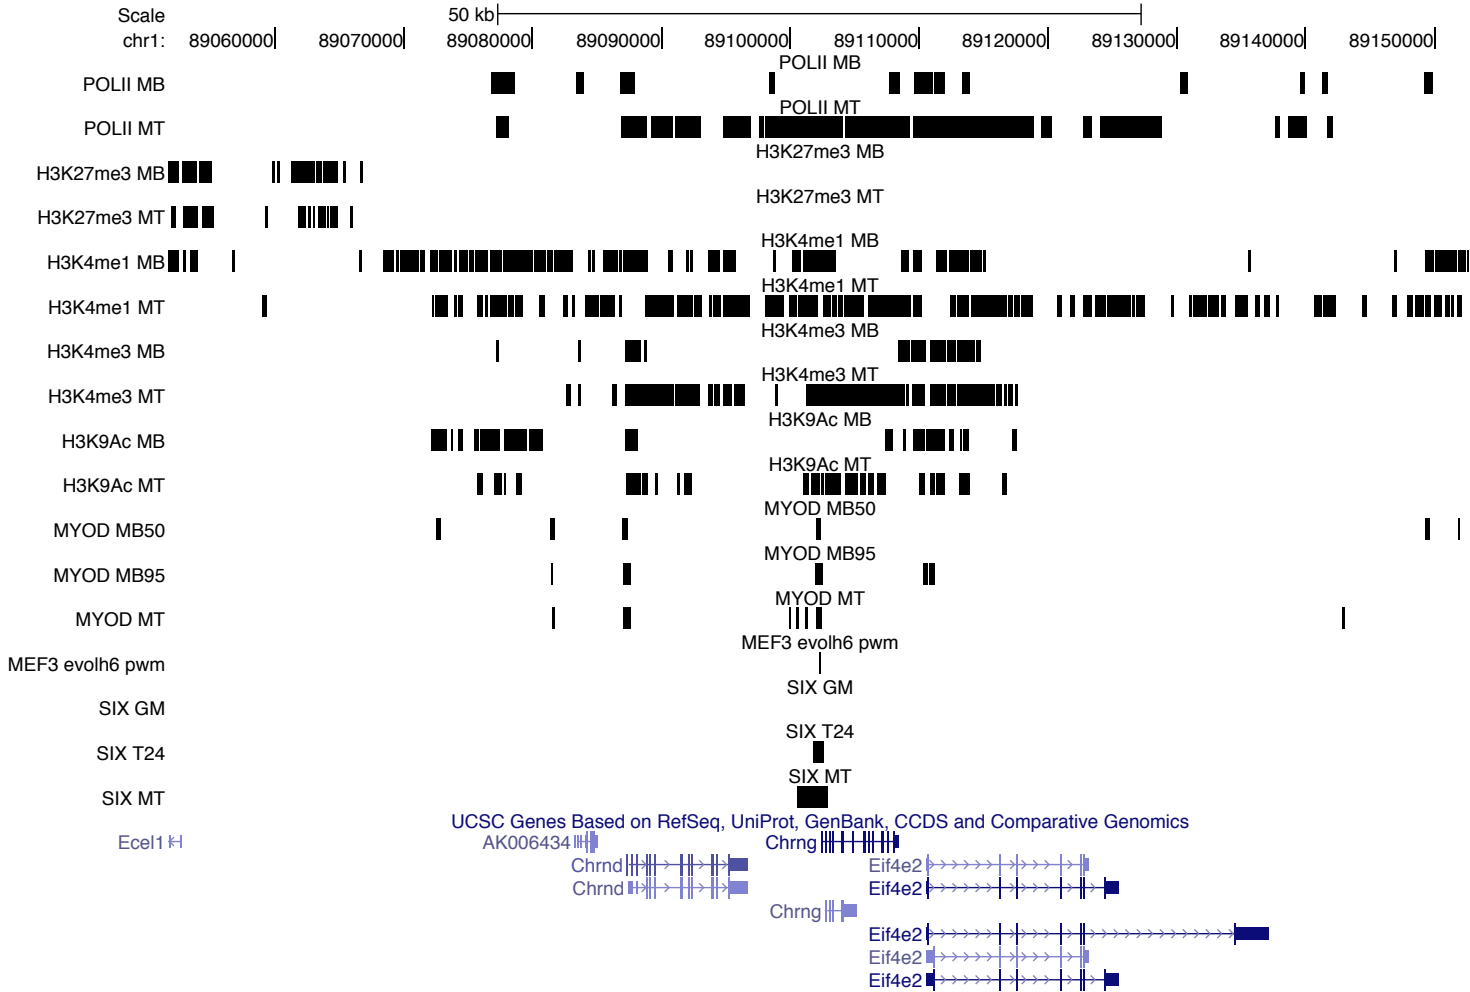 Scale 50 kb
chr1: 89060000 89070000 89080000 89090000 89100000 89110000 89120000 89130000 89140000 89150000
POLII MB
POLII MB
POLII MT
POLII MT
H3K27me3 MB
H3K27me3 MB
H3K27me3 MT
H3K27me3 MT
H3K4me1 MB
H3K4me1 MB
H3K4me1 MT
H3K4me1 MT
H3K4me3 MB
H3K4me3 MB
H3K4me3 MT
H3K4me3 MT
H3K9Ac MB
H3K9Ac MB
H3K9Ac MT
H3K9Ac MT
MYOD MB50
MYOD MB50
MYOD MB95
MYOD MB95
MYOD MT
MYOD MT
MEF3 evolh6 pwm
MEF3 evolh6 pwm
SIX GM
SIX GM
SIX T24
SIX T24
SIX MT
SIX MT
UCSC Genes Based on RefSeq, UniProt, GenBank, CCDS and Comparative Genomics
Ecel1 AK006434 Chrng
Chrnd Eif4e2
Chrnd Eif4e2
Chrng
Eif4e2
Eif4e2
Eif4e2